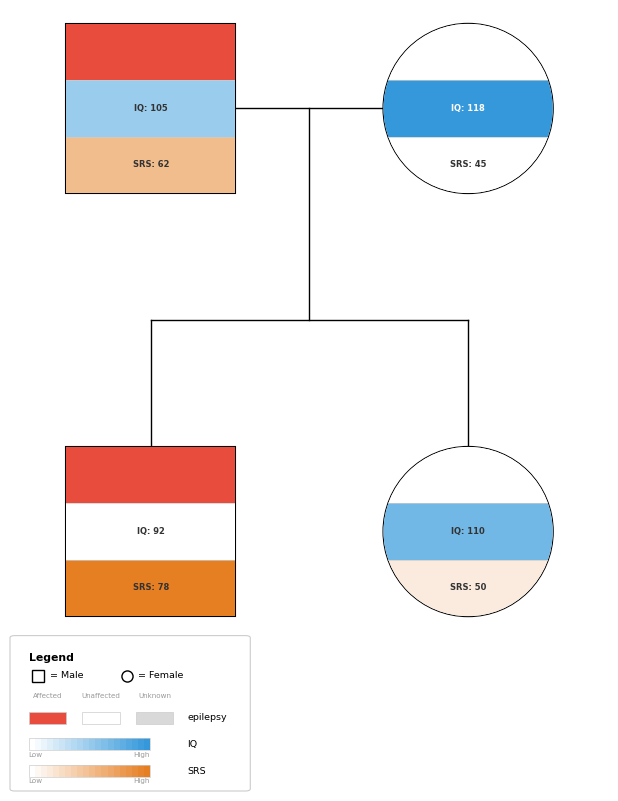 IQ: 105
IQ: 118
SRS: 62
SRS: 45
IQ: 92
IQ: 110
SRS: 78
SRS: 50
Legend
= Male = Female
Affected Unaffected Unknown
epilepsy
IQ
Low High
SRS
Low High